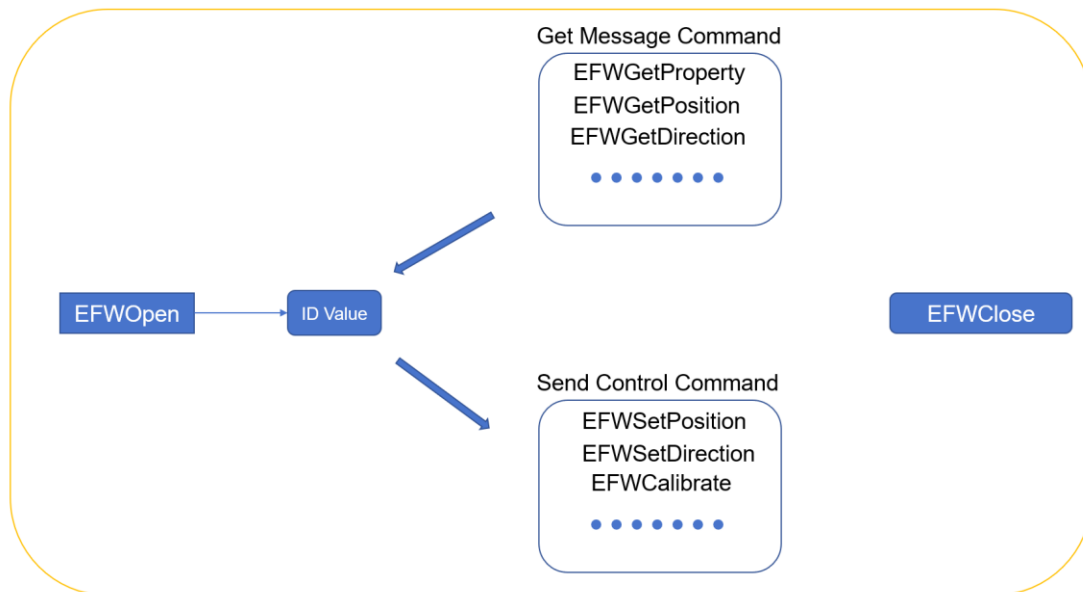 Get Message Command
EFWGetProperty
EFWGetPosition
EFWGetDirection
EFWOpen
ID Value
EFWClose
Send Control Command
EFWSetPosition
EFWSetDirection
EFWCalibrate